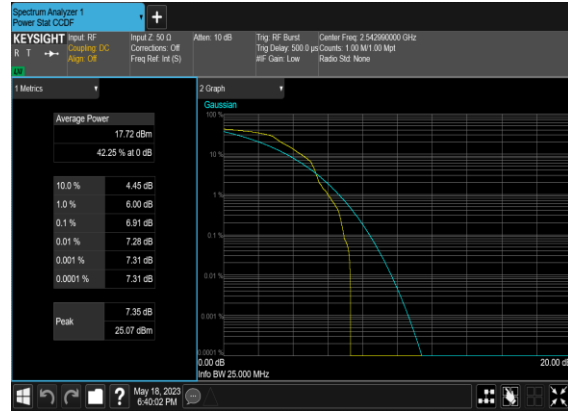 Spectrum Analyzer 1
Power Stat CCDF
KEYSIGHT
R T
LXI
Input: RF
Coupling: DC
Align: Off
Input Z: 50 Ω
Corrections: Off
Freq Ref: Int (S)
Atten: 10 dB
Trig: RF Burst
Trig Delay: 500.0 µs
#IF Gain: Low
Center Freq: 2.542990000 GHz
Counts: 1.00 M/1.00 Mpt
Radio Std: None
1 Metrics
Average Power
17.72 dBm
42.25 % at 0 dB
10.0 % 4.45 dB
1.0 % 6.00 dB
0.1 % 6.91 dB
0.01 % 7.28 dB
0.001 % 7.31 dB
0.0001 % 7.31 dB
Peak
7.35 dB
25.07 dBm
2 Graph
Gaussian
100 %
10 %
1 %
0.1 %
0.01 %
0.001 %
0.0001 %
0.00 dB
20.00 dB
Info BW 25.000 MHz
?
May 18, 2023
6:40:02 PM